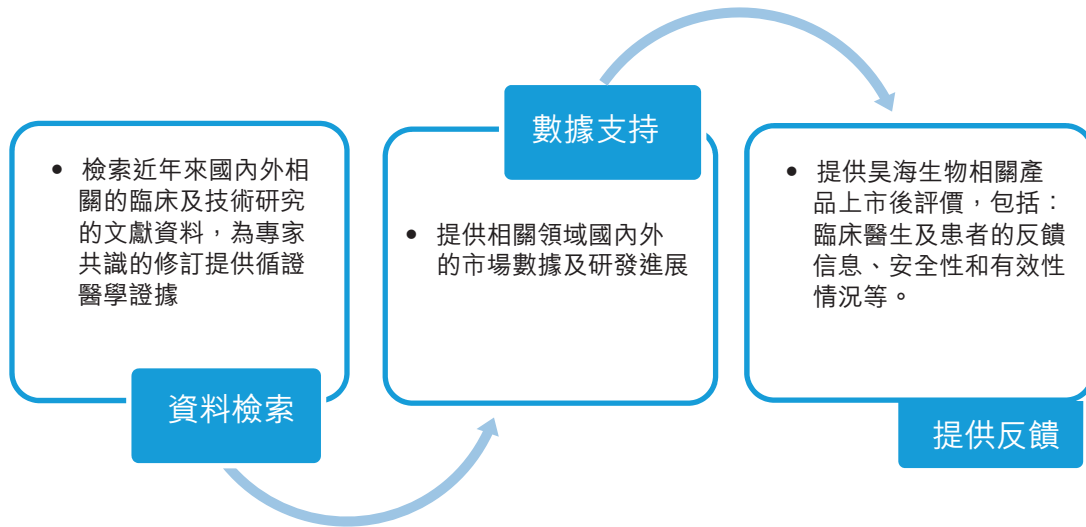 • 檢索近年來國內外相
關的臨床及技術研究
的文獻資料，為專家
共識的修訂提供循證
醫學證據
資料檢索
數據支持
• 提供相關領域國內外
的市場數據及研發進展
• 提供昊海生物相關產
品上市後評價，包括：
臨床醫生及患者的反饋
信息、安全性和有效性
情況等。
提供反饋